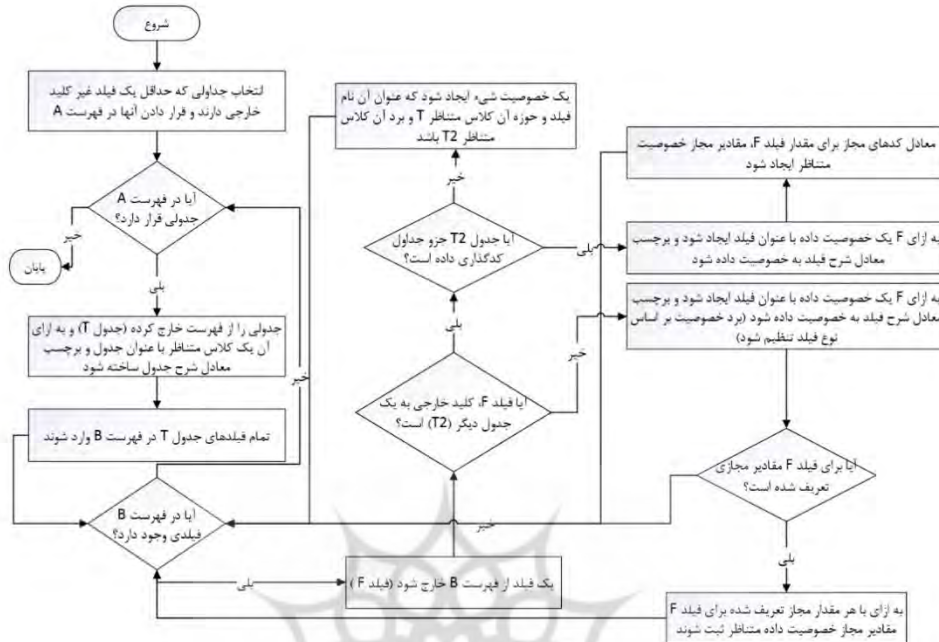 شروع
انتخاب جداولی که حداقل یک فیلد غیر کلید
خارجی دارند و قرار دادن آنها در فهرست A
آیا در فهرست A
جدولی قرار دارد؟
خیر
پایان
بلی
جدولی را از فهرست خارج کرده (جدول T) و به ازای
آن یک کلاس متناظر با عنوان جدول و برچسب
معادل شرح جدول ساخته شود
تمام فیلدهای جدول T در فهرست B وارد شوند
آیا در فهرست B
فیلدی وجود دارد؟
خیر
بلی
یک فیلد از فهرست B خارج شود (فیلد F )
آیا فیلد F، کلید خارجی به یک
جدول دیگر (T2) است؟
بلی
خیر
آیا جدول T2 جزو جداول
کدگذاری داده است؟
خیر
بلی
یک خصوصیت شیء ایجاد شود که عنوان آن نام
فیلد و حوزه آن کلاس متناظر T و برد آن کلاس
متناظر T2 باشد
معادل کدهای مجاز برای مقدار فیلد F، مقادیر مجاز خصوصیت
متناظر ایجاد شود
به ازای F یک خصوصیت داده با عنوان فیلد ایجاد شود و برچسب
معادل شرح فیلد به خصوصیت داده شود
به ازای F یک خصوصیت داده با عنوان فیلد ایجاد شود و برچسب
معادل شرح فیلد به خصوصیت داده شود (برد خصوصیت بر اساس
نوع فیلد تنظیم شود)
آیا برای فیلد F مقادیر مجازی
تعریف شده است؟
خیر
بلی
به ازای با هر مقدار مجاز تعریف شده برای فیلد F
مقادیر مجاز خصوصیت داده متناظر ثبت شوند